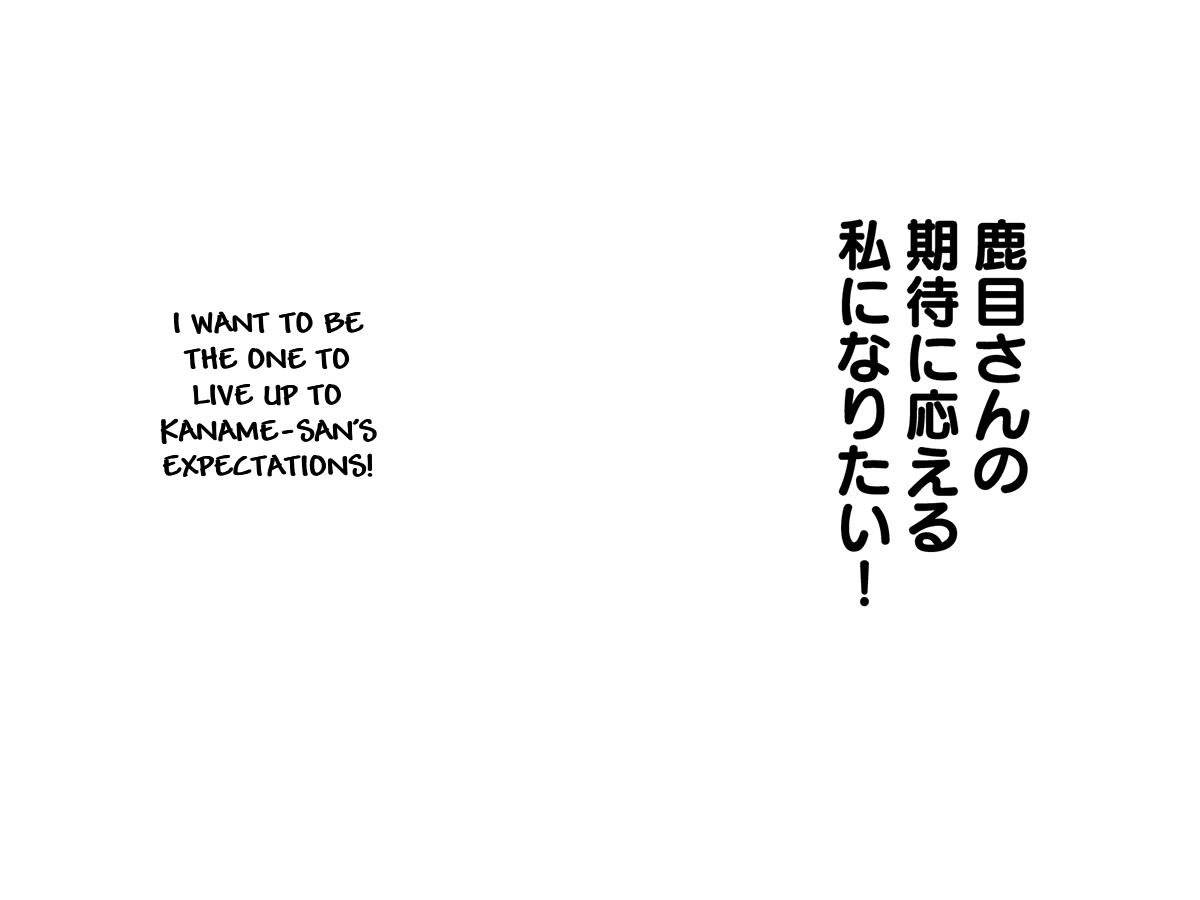 I WANT TO BE
THE ONE TO
LIVE UP TO
KANAME-SAN'S
EXPECTATIONS!
鹿目さんの
期待に応える
私になりたい！